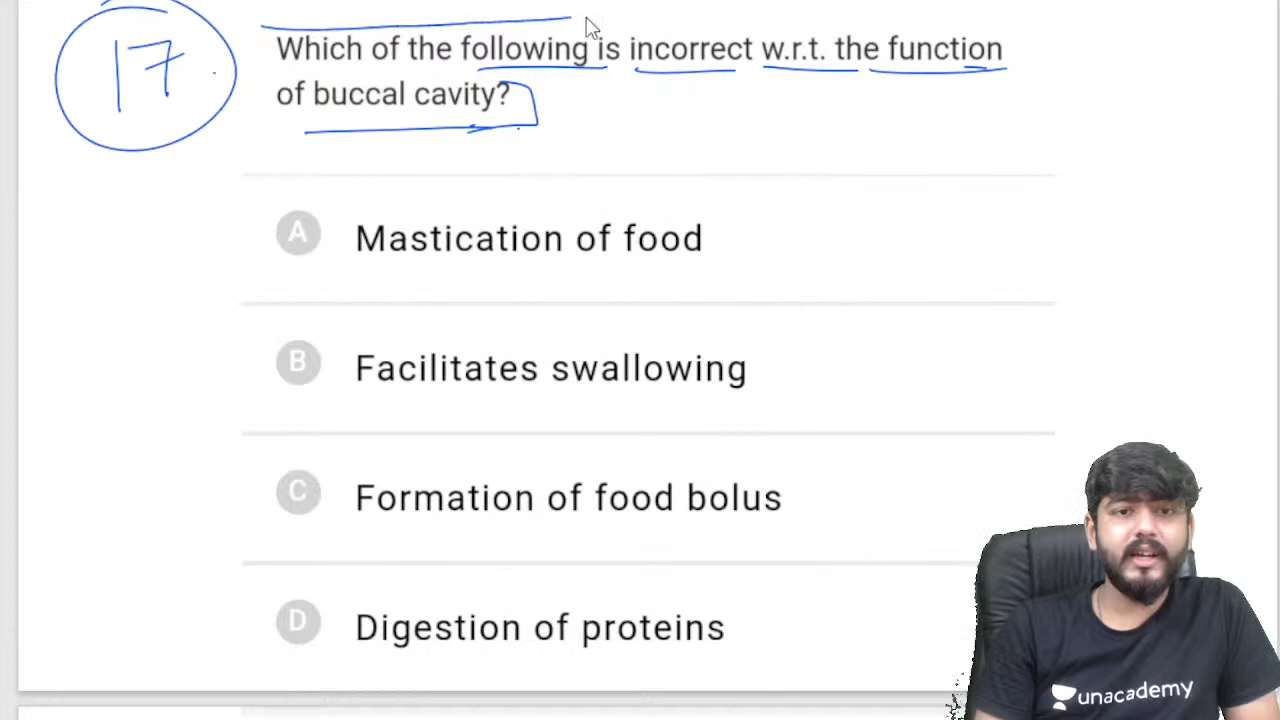 17
Which of the following is incorrect w.r.t. the function
of buccal cavity?
A Mastication of food
B Facilitates swallowing
C Formation of food bolus
D Digestion of proteins
unacademy